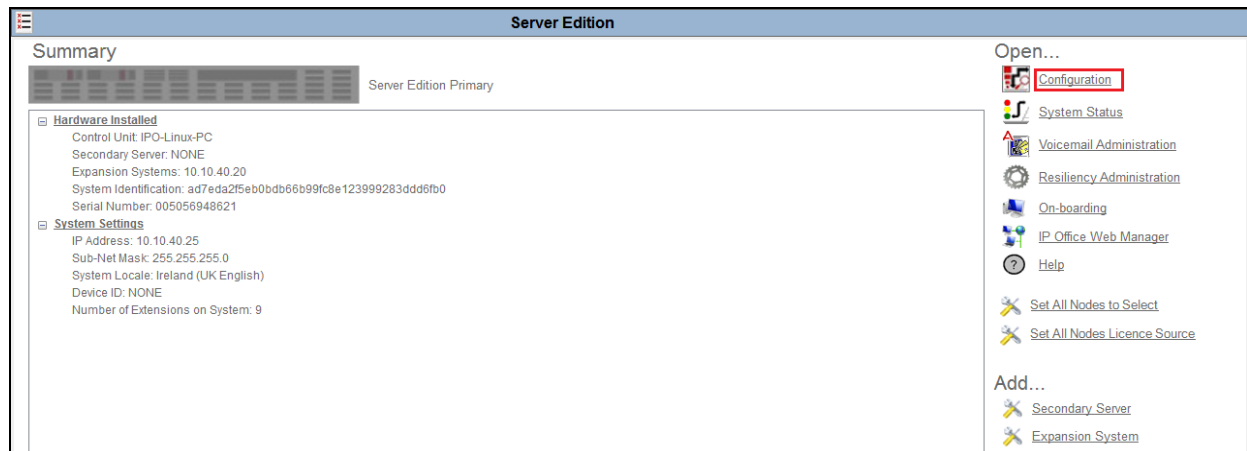 Server Edition
Summary
Server Edition Primary
Hardware Installed
Control Unit: IPO-Linux-PC
Secondary Server: NONE
Expansion Systems: 10.10.40.20
System Identification: ad7eda2f5eb0bdb66b99fc8e123999283ddd6fb0
Serial Number: 005056948621
System Settings
IP Address: 10.10.40.25
Sub-Net Mask: 255.255.255.0
System Locale: Ireland (UK English)
Device ID: NONE
Number of Extensions on System: 9
Open...
Configuration
System Status
Voicemail Administration
Resiliency Administration
On-boarding
IP Office Web Manager
Help
Set All Nodes to Select
Set All Nodes Licence Source
Add...
Secondary Server
Expansion System